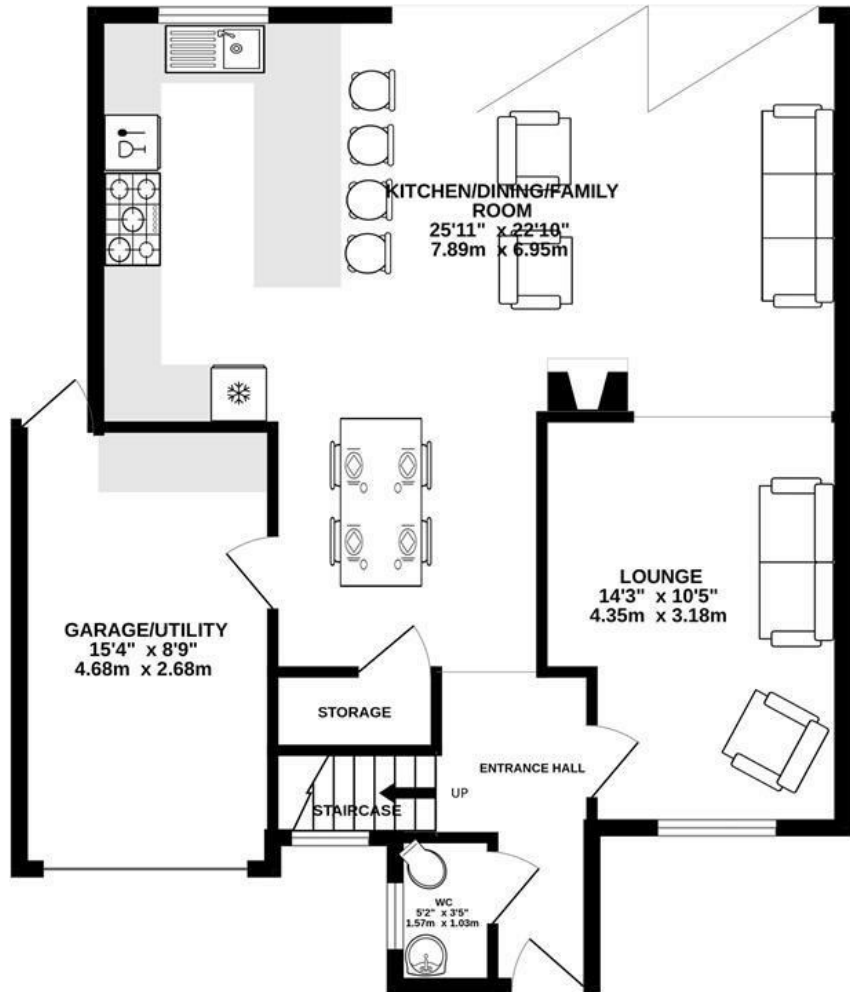 KITCHEN/DINING/FAMILY
ROOM
25'11" x 22'10"
7.89m x 6.95m
LOUNGE
14'3" x 10'5"
4.35m x 3.18m
GARAGE/UTILITY
15'4" x 8'9"
4.68m x 2.68m
STORAGE
ENTRANCE HALL
UP
STAIRCASE
WC
5'2" x 3'5"
1.57m x 1.03m